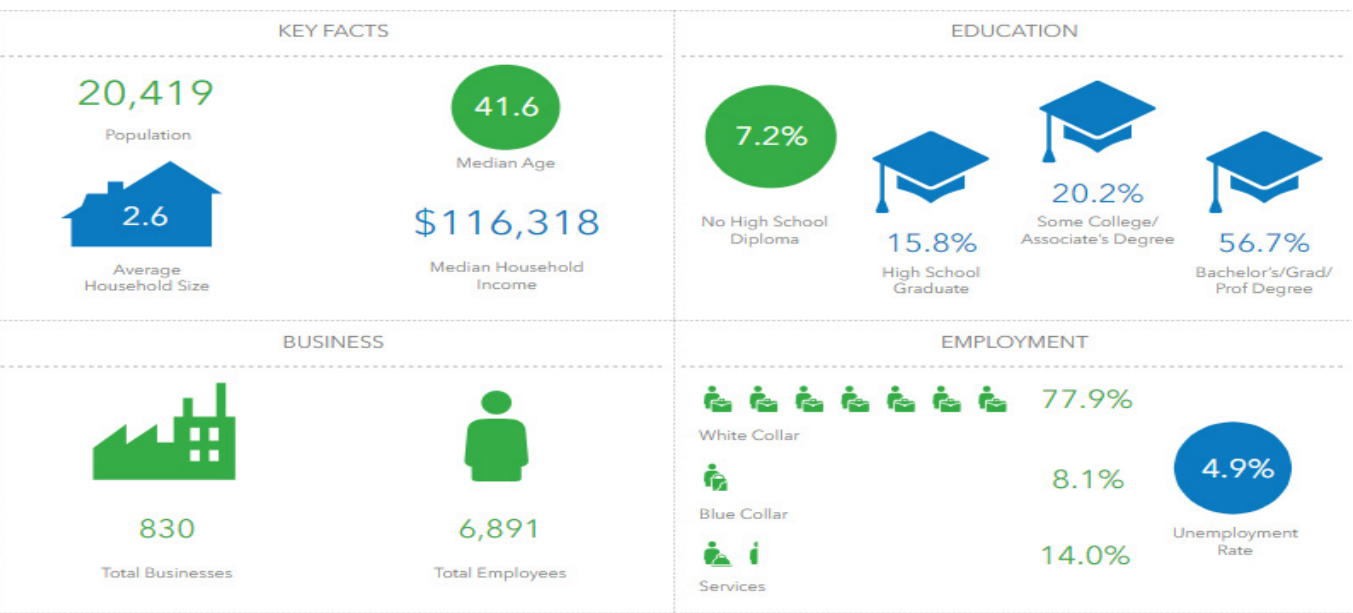 KEY FACTS
20,419
Population
41.6
Median Age
2.6
Average
Household Size
$116,318
Median Household
Income
EDUCATION
7.2%
No High School
Diploma
15.8%
High School
Graduate
20.2%
Some College/
Associate's Degree
56.7%
Bachelor's/Grad/
Prof Degree
BUSINESS
830
Total Businesses
6,891
Total Employees
EMPLOYMENT
77.9%
White Collar
8.1%
Blue Collar
14.0%
Services
4.9%
Unemployment
Rate